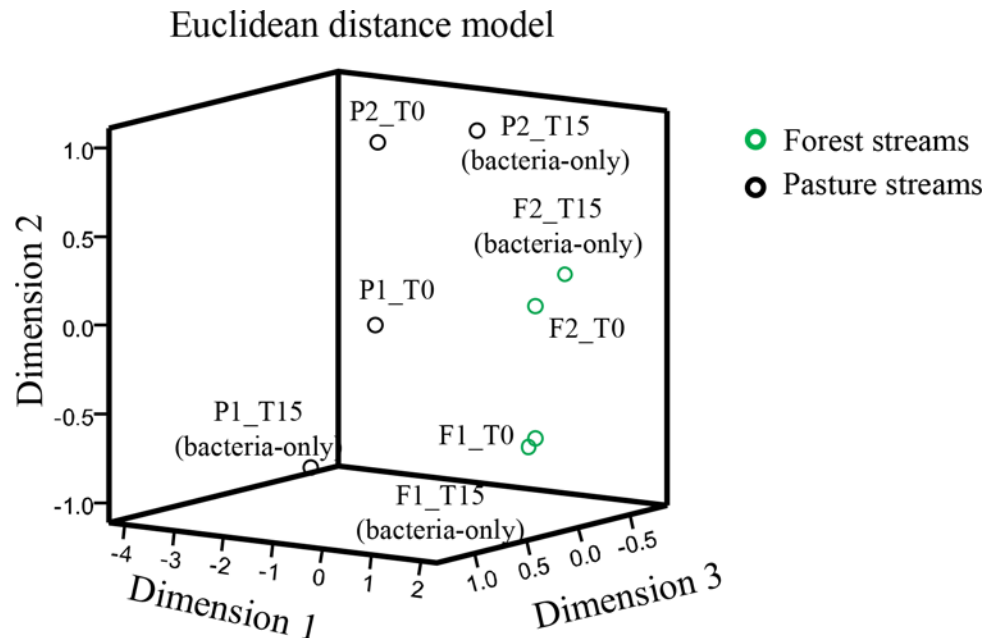 Euclidean distance model
P2_T0
P2_T15
(bacteria-only)
F2_T15
(bacteria-only)
P1_T0
F2_T0
P1_T15
(bacteria-only)
F1_T0
F1_T15
(bacteria-only)
Forest streams
Pasture streams
Dimension 2
1.0
0.5
0.0
-0.5
-1.0
-4
-3
-2
-1
0
1
2
Dimension 1
1.0
0.5
0.0
-0.5
Dimension 3